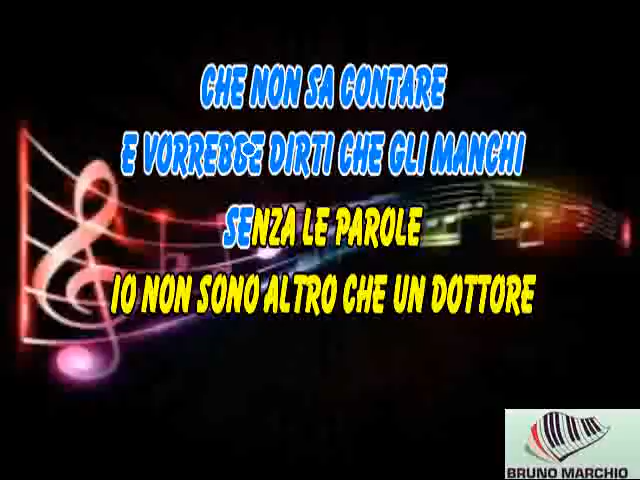 CHE NON SA CONTARE
E VORREBBE DIRTI CHE GLI MANCHI
SENZA LE PAROLE
IO NON SONO ALTRO CHE UN DOTTORE
BRUNO MARCHIO